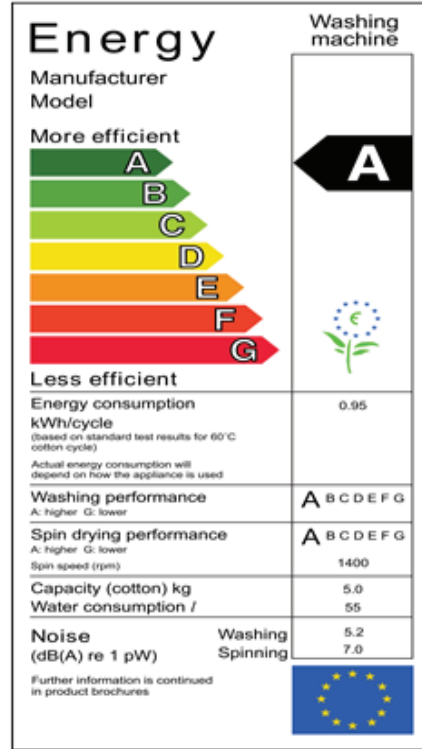 Energy
Washing
machine
Manufacturer
Model
More efficient
A
B
C
D
E
F
G
A
€
Less efficient
Energy consumption
kWh/cycle
(based on standard test results for 60°C
cotton cycle)
0.95
Actual energy consumption will
depend on how the appliance is used
Washing performance
A: higher G: lower
A B C D E F G
Spin drying performance
A: higher G: lower
Spin speed (rpm)
A B C D E F G
1400
Capacity (cotton) kg 5.0
Water consumption l 55
Noise
(dB(A) re 1 pW)
Washing 5.2
Spinning 7.0
Further information is continued
in product brochures